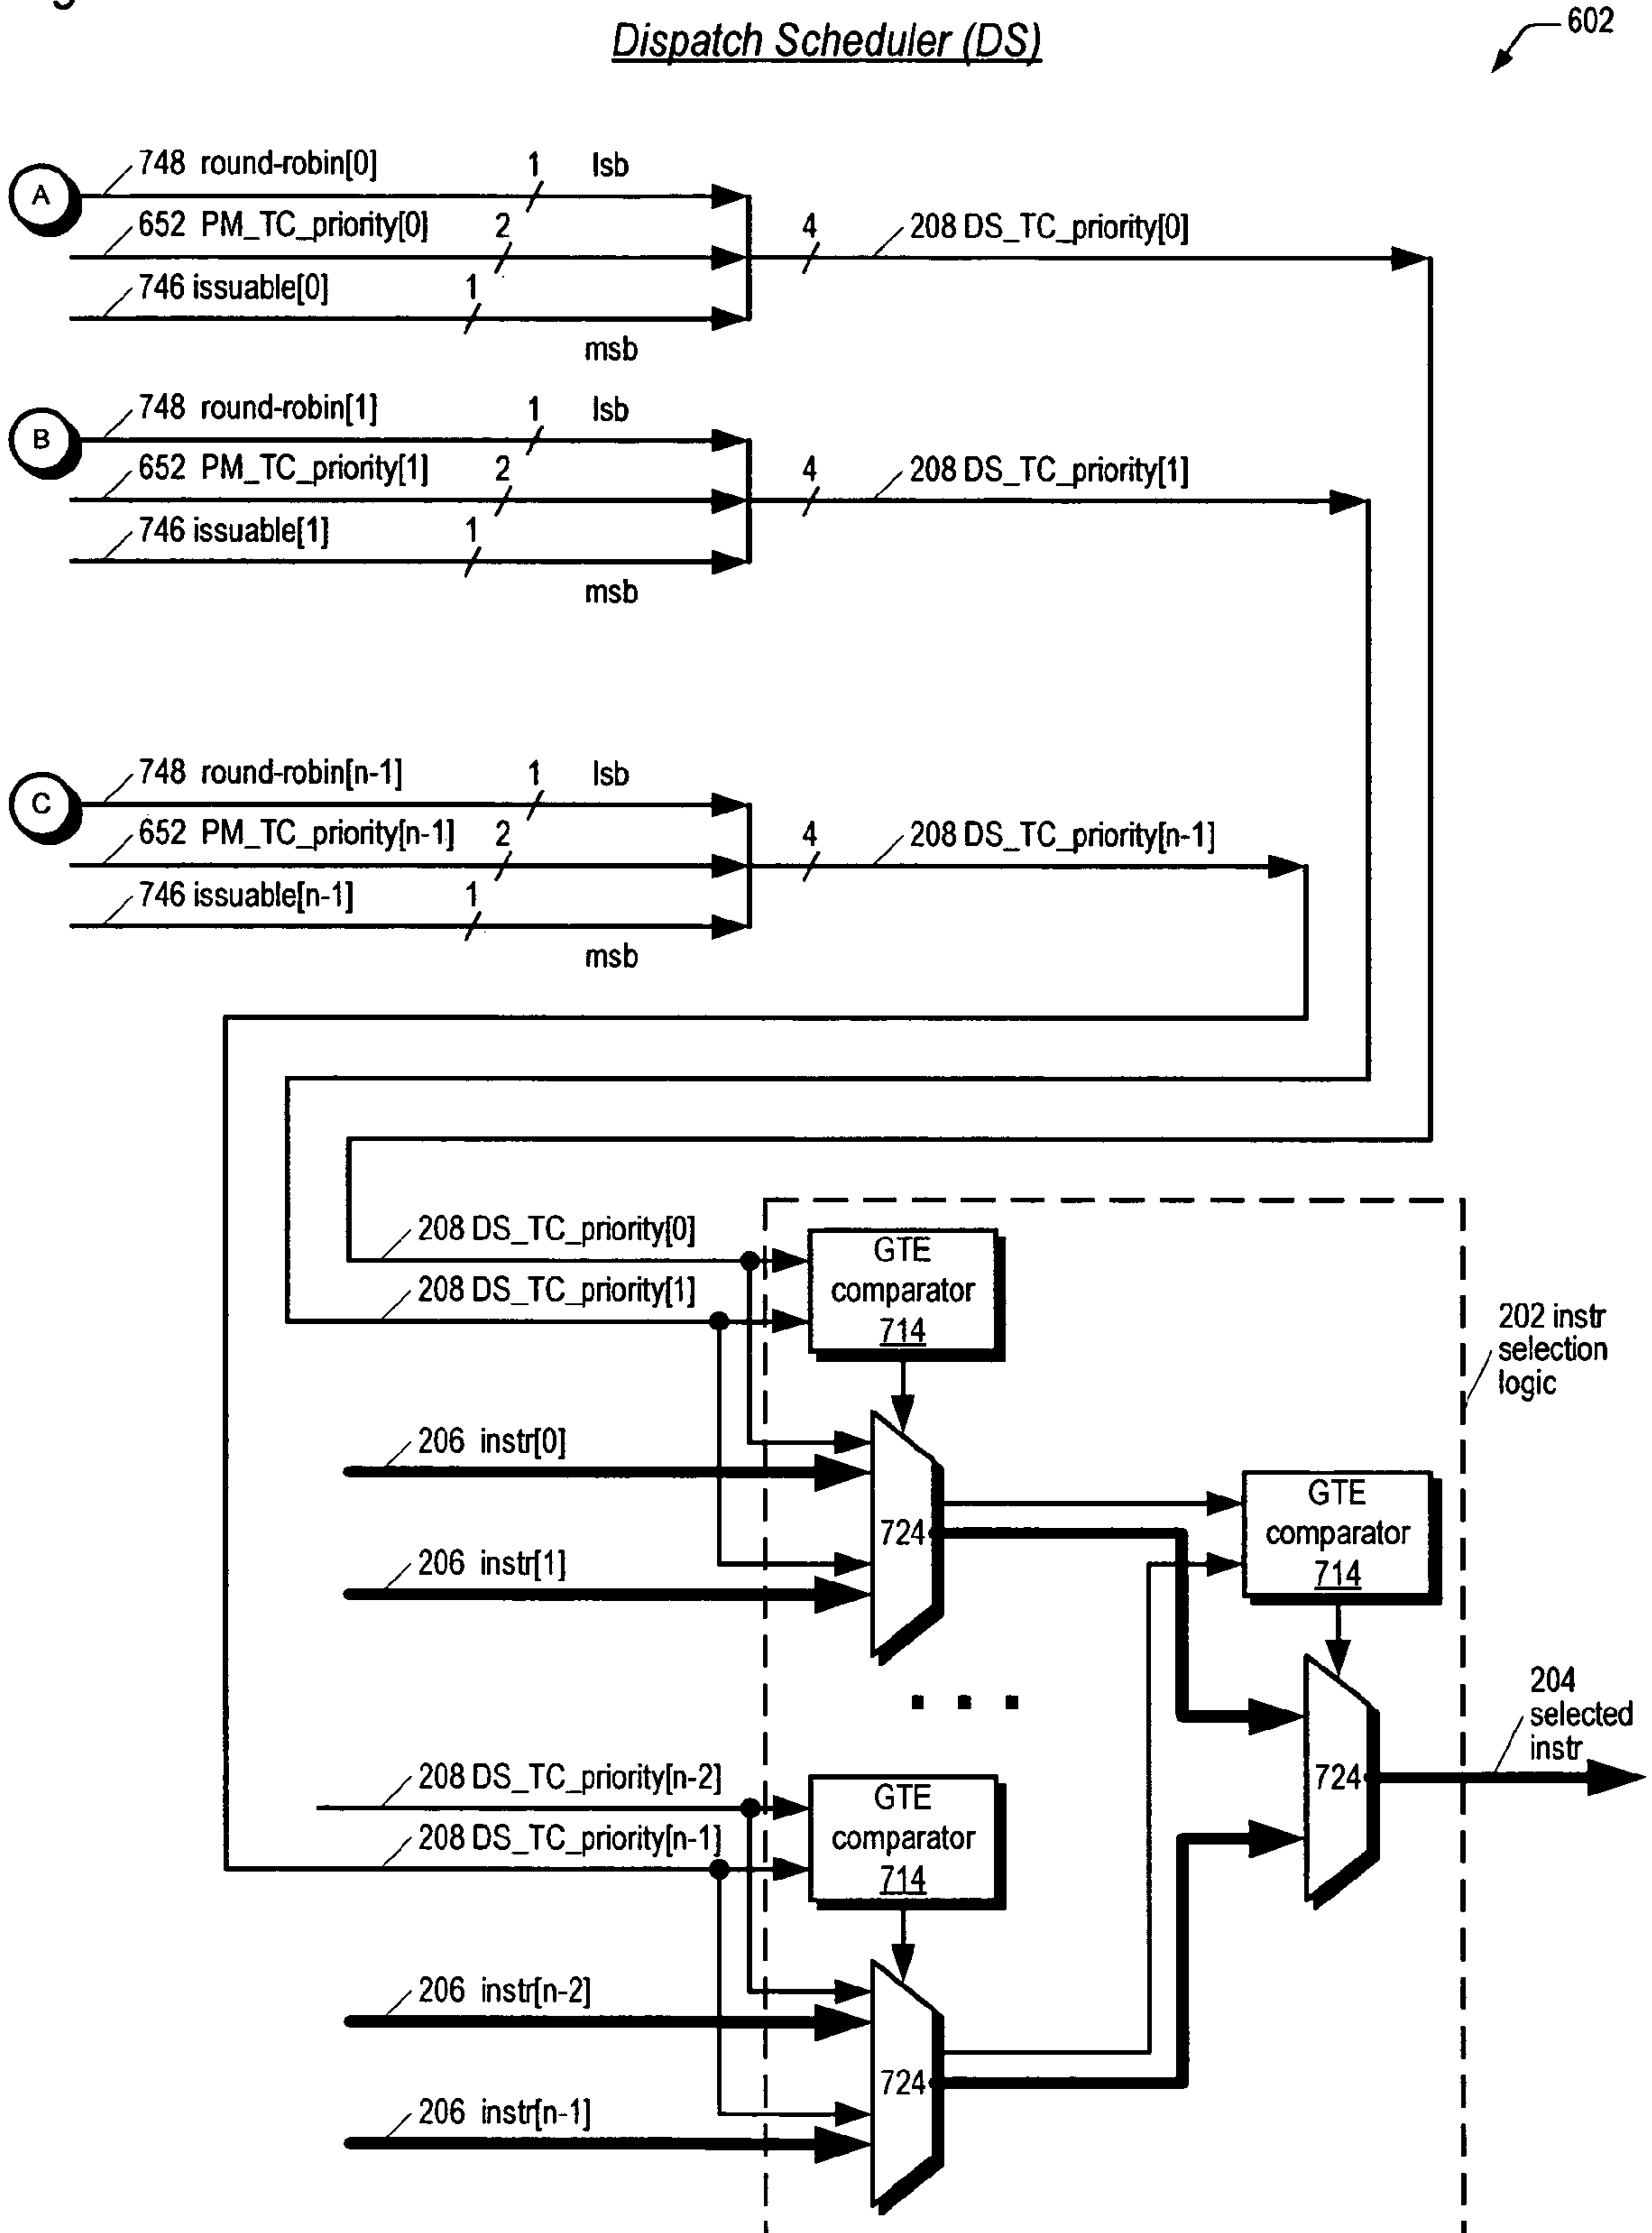 Dispatch Scheduler (DS)
602
A
748 round-robin[0]
1
lsb
652 PM_TC_priority[0]
2
4
208 DS_TC_priority[0]
746 issuable[0]
1
msb
B
748 round-robin[1]
1
lsb
652 PM_TC_priority[1]
2
4
208 DS_TC_priority[1]
746 issuable[1]
1
msb
C
748 round-robin[n-1]
1
lsb
652 PM_TC_priority[n-1]
2
4
208 DS_TC_priority[n-1]
746 issuable[n-1]
1
msb
208 DS_TC_priority[0]
208 DS_TC_priority[1]
GTE
comparator
714
202 instr
selection
logic
206 instr[0]
206 instr[1]
724
GTE
comparator
714
204
selected
instr
724
208 DS_TC_priority[n-2]
208 DS_TC_priority[n-1]
GTE
comparator
714
206 instr[n-2]
206 instr[n-1]
724